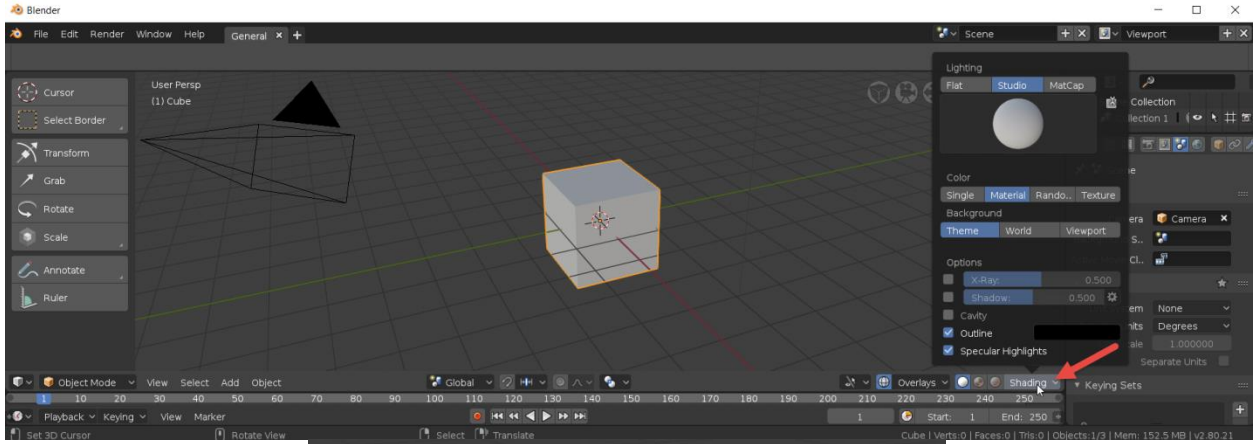 Blender
File Edit Render Window Help General × + Scene Viewport
User Persp
(1) Cube
Cursor
Select Border
Transform
Grab
Rotate
Scale
Annotate
Ruler
Lighting
Flat Studio MatCap
Color
Single Material Rando.. Texture
Background
Theme World Viewport
Options
X-Ray: 0.500
Shadow: 0.500
Cavity
Outline
Specular Highlights
Collection
Camera
None
Degrees
1.000000
Separate Units
Object Mode View Select Add Object Global Overlays Shading
Keying Sets
1 10 20 30 40 50 60 70 80 90 100 110 120 130 140 150 160 170 180 190 200 210 220 230 240 250
Playback Keying View Marker 1 Start: 1 End: 250
Set 3D Cursor Rotate View Select Translate Cube | Verts:0 | Faces:0 | Tris:0 | Objects:1/3 | Mem: 152.5 MB | v2.80.21